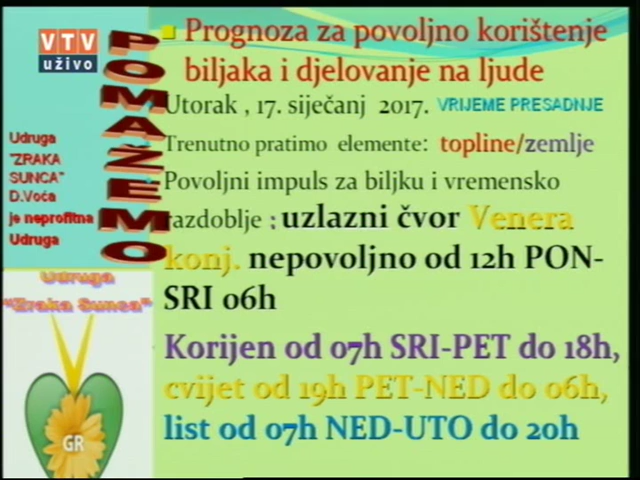 VTV
uživo
POMAŽEMO
Udruga
"ZRAKA
SUNCA"
D.Voća
je neprofitna
Udruga
Udruga
"Zraka Sunca"
GR
Prognoza za povoljno korištenje
biljaka i djelovanje na ljude
Utorak , 17. siječanj 2017. VRIJEME PRESADNJE
Trenutno pratimo elemente: topline/zemlje
Povoljni impuls za biljku i vremensko
razdoblje : uzlazni čvor Venera
konj. nepovoljno od 12h PON-
SRI 06h
Korijen od 07h SRI-PET do 18h,
cvijet od 19h PET-NED do 06h,
list od 07h NED-UTO do 20h